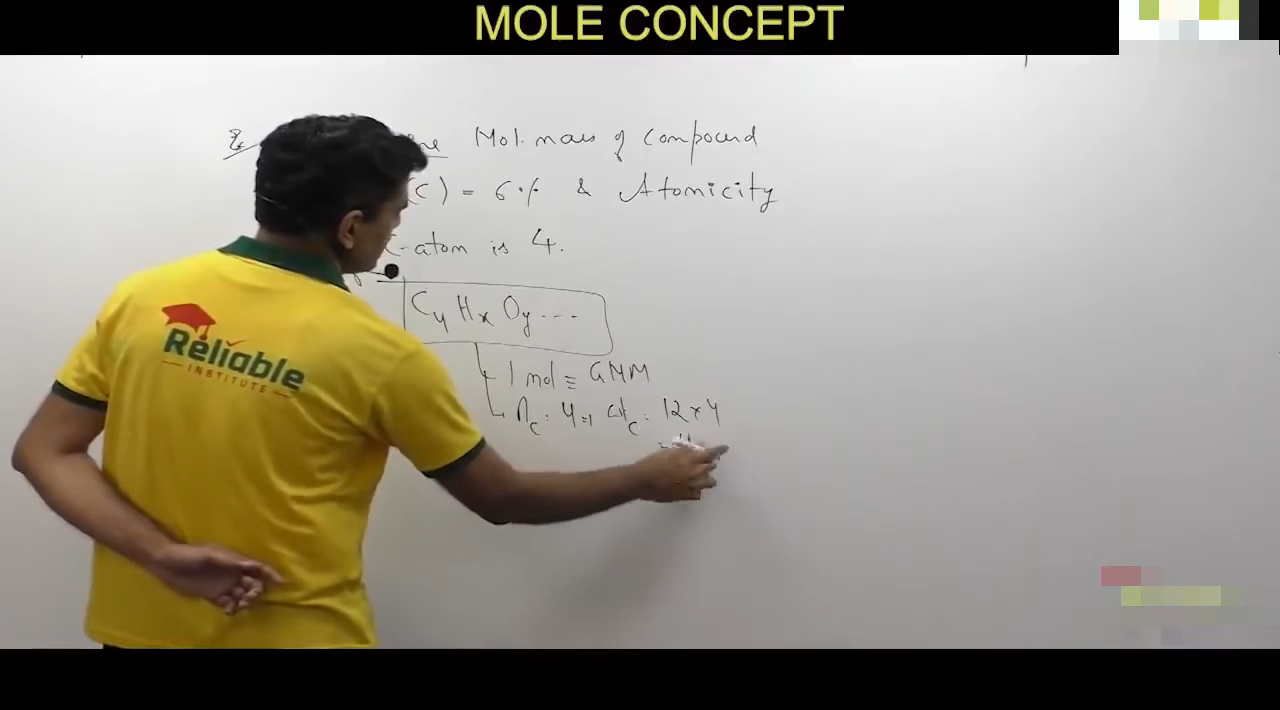 MOLE CONCEPT
Mol. mass of compound
(C) = 6% & Atomicity
C-atom is 4.
C4 Hx Oy ---
1 mol ≡ GMM
nC = 4 ⇒ wtC = 12 × 4
Reliable
INSTITUTE